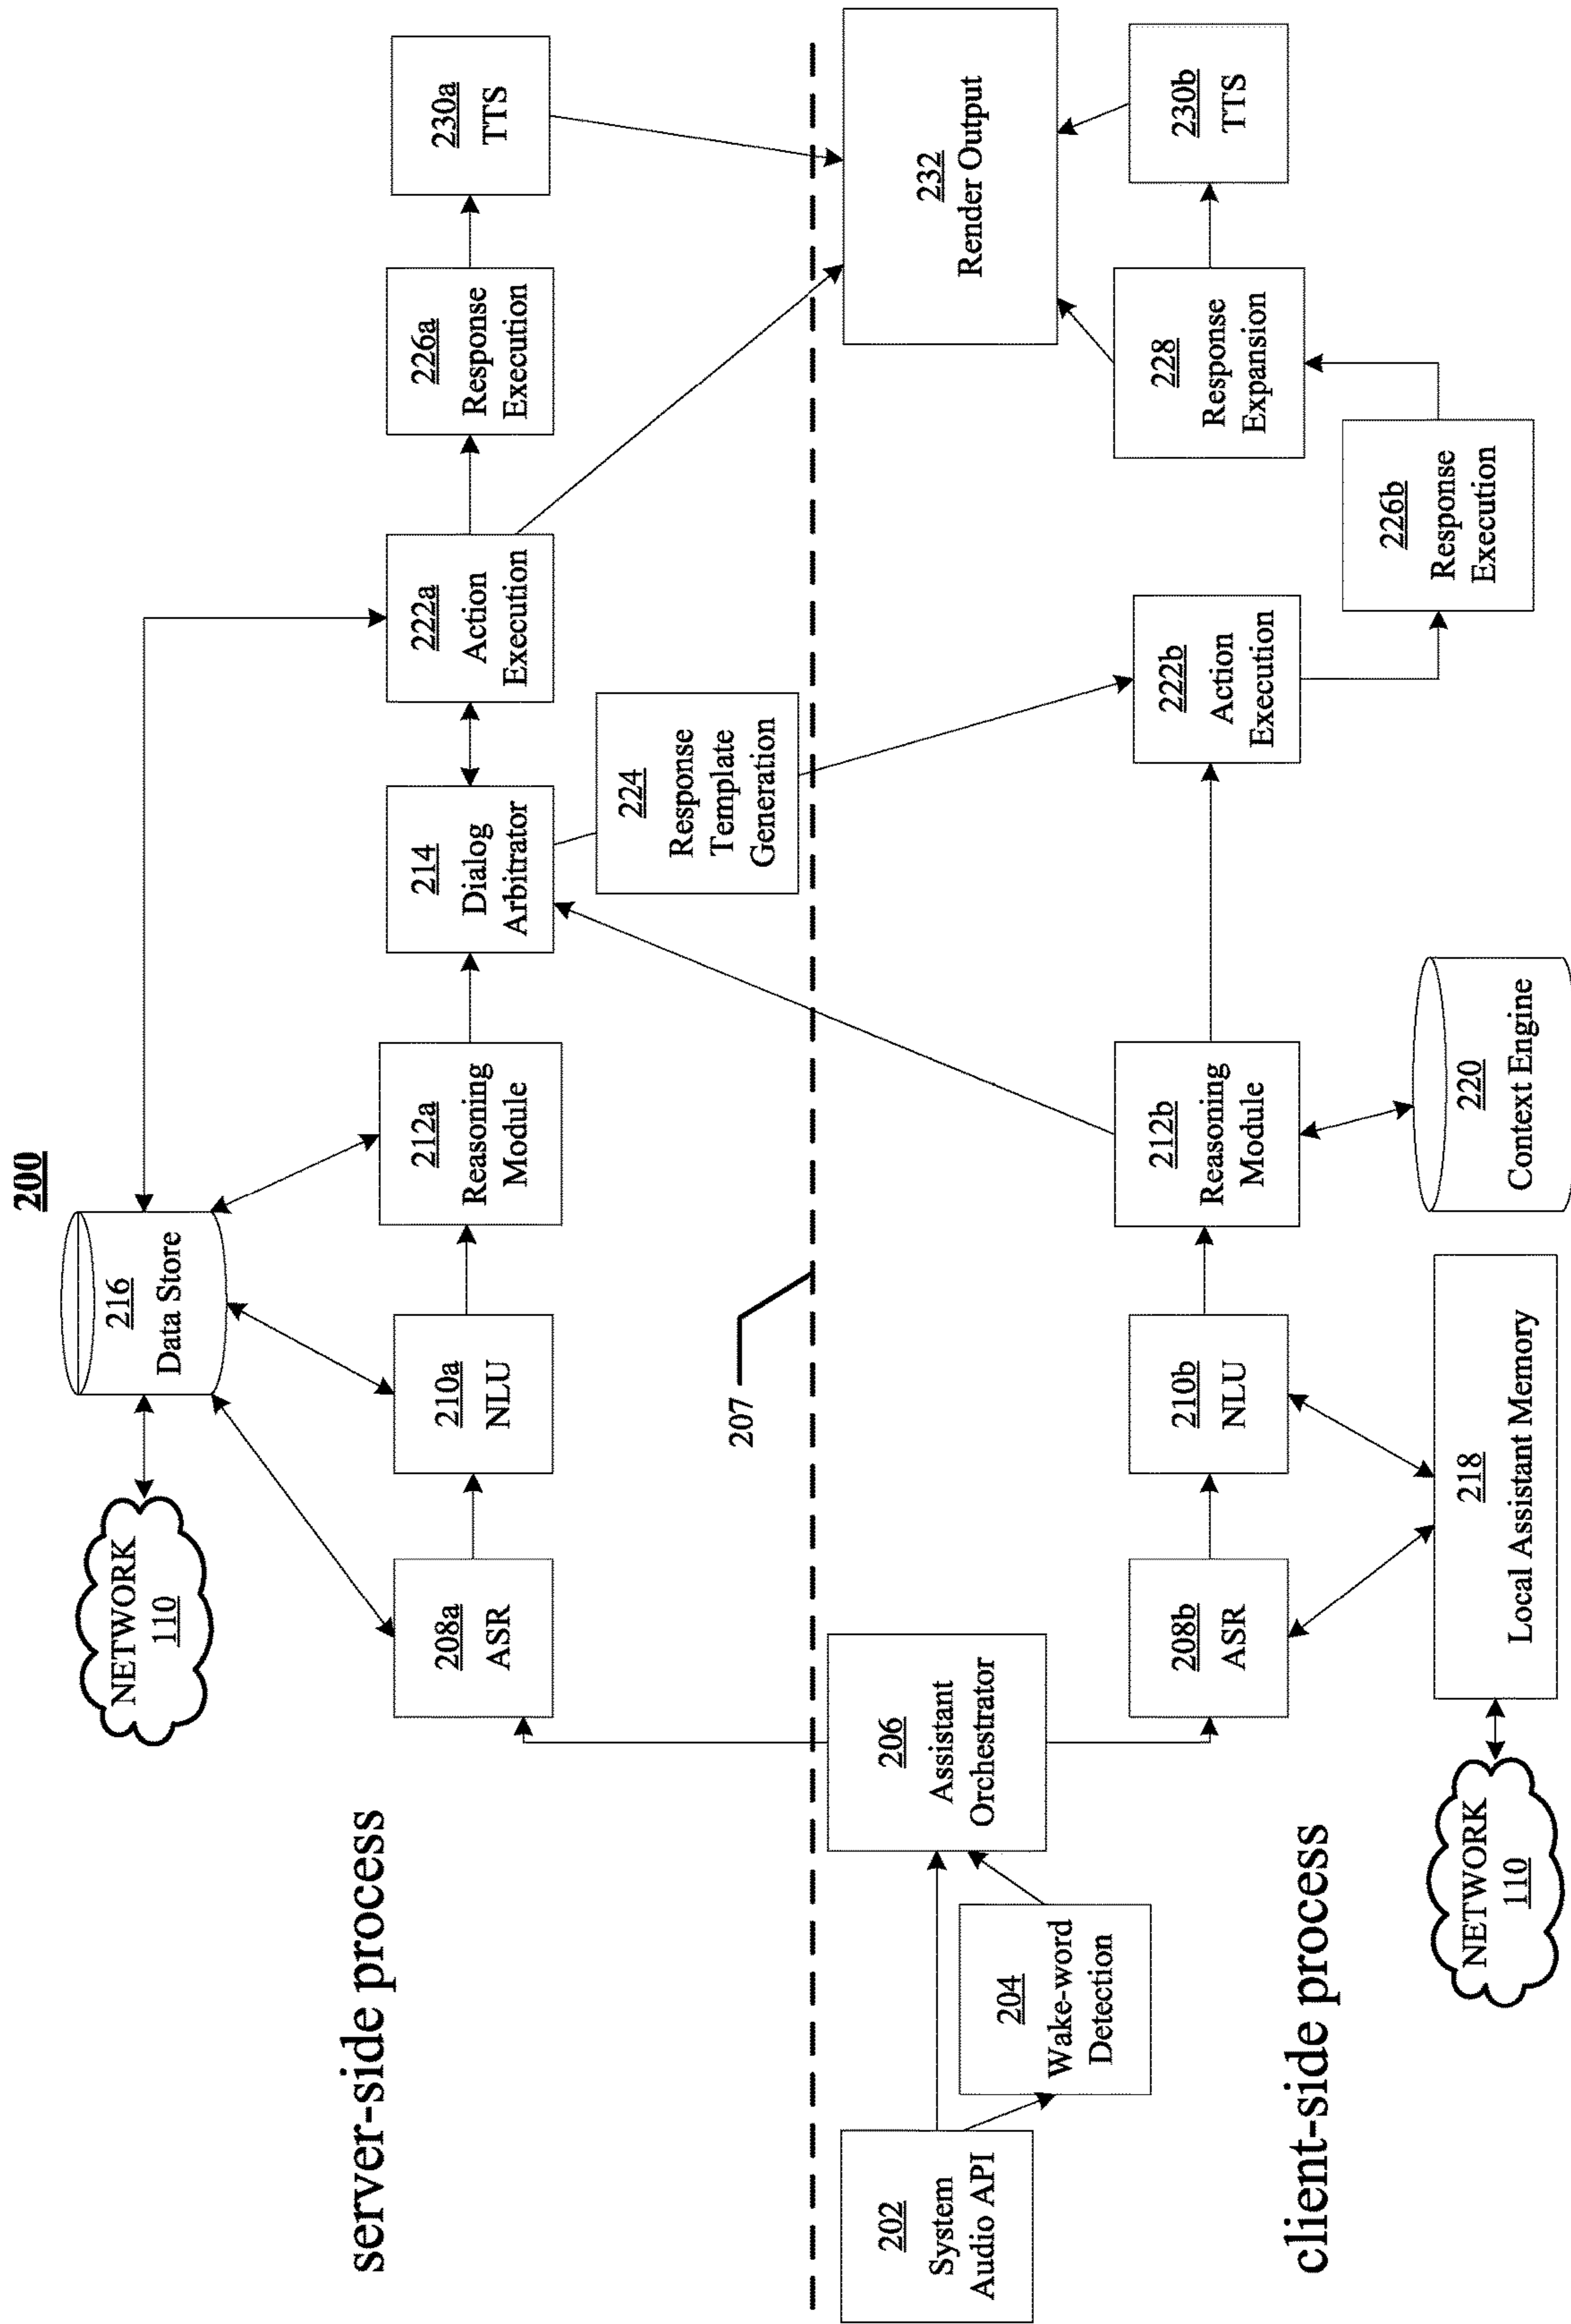 200
server-side process
NETWORK
110
216
Data Store
208a
ASR
210a
NLU
212a
Reasoning
Module
214
Dialog
Arbitrator
222a
Action
Execution
226a
Response
Execution
230a
TTS
224
Response
Template
Generation
207
202
System
Audio API
204
Wake-word
Detection
206
Assistant
Orchestrator
232
Render Output
client-side process
208b
ASR
210b
NLU
212b
Reasoning
Module
222b
Action
Execution
226b
Response
Execution
228
Response
Expansion
230b
TTS
NETWORK
110
218
Local Assistant Memory
220
Context Engine